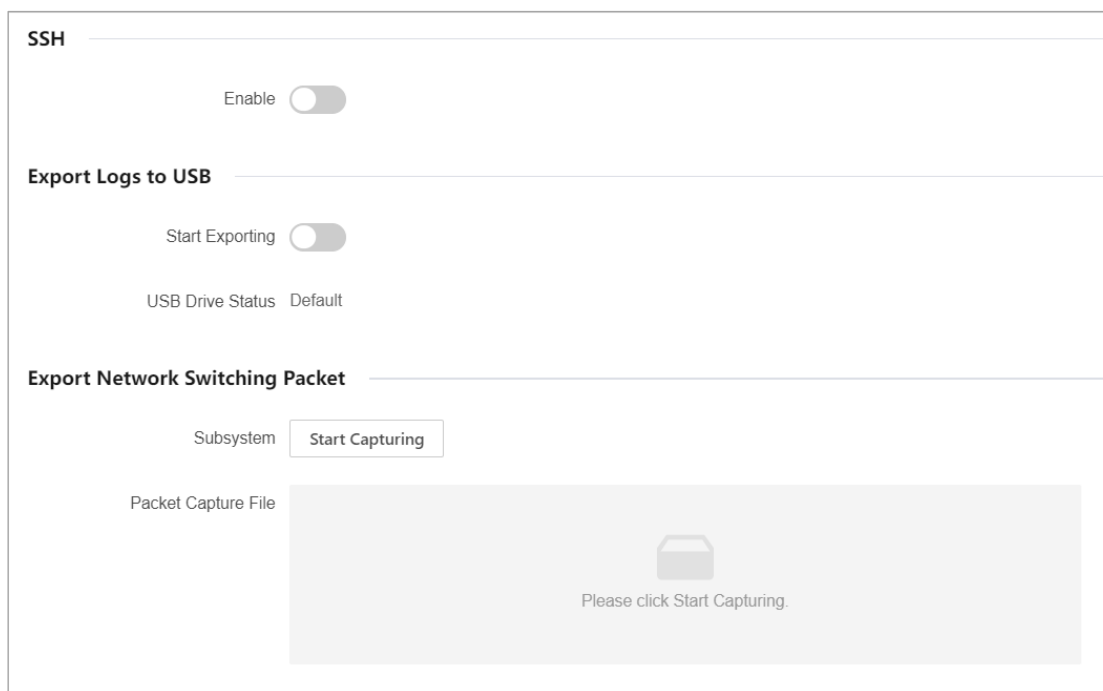 SSH
Enable
Export Logs to USB
Start Exporting
USB Drive Status Default
Export Network Switching Packet
Subsystem Start Capturing
Packet Capture File
Please click Start Capturing.